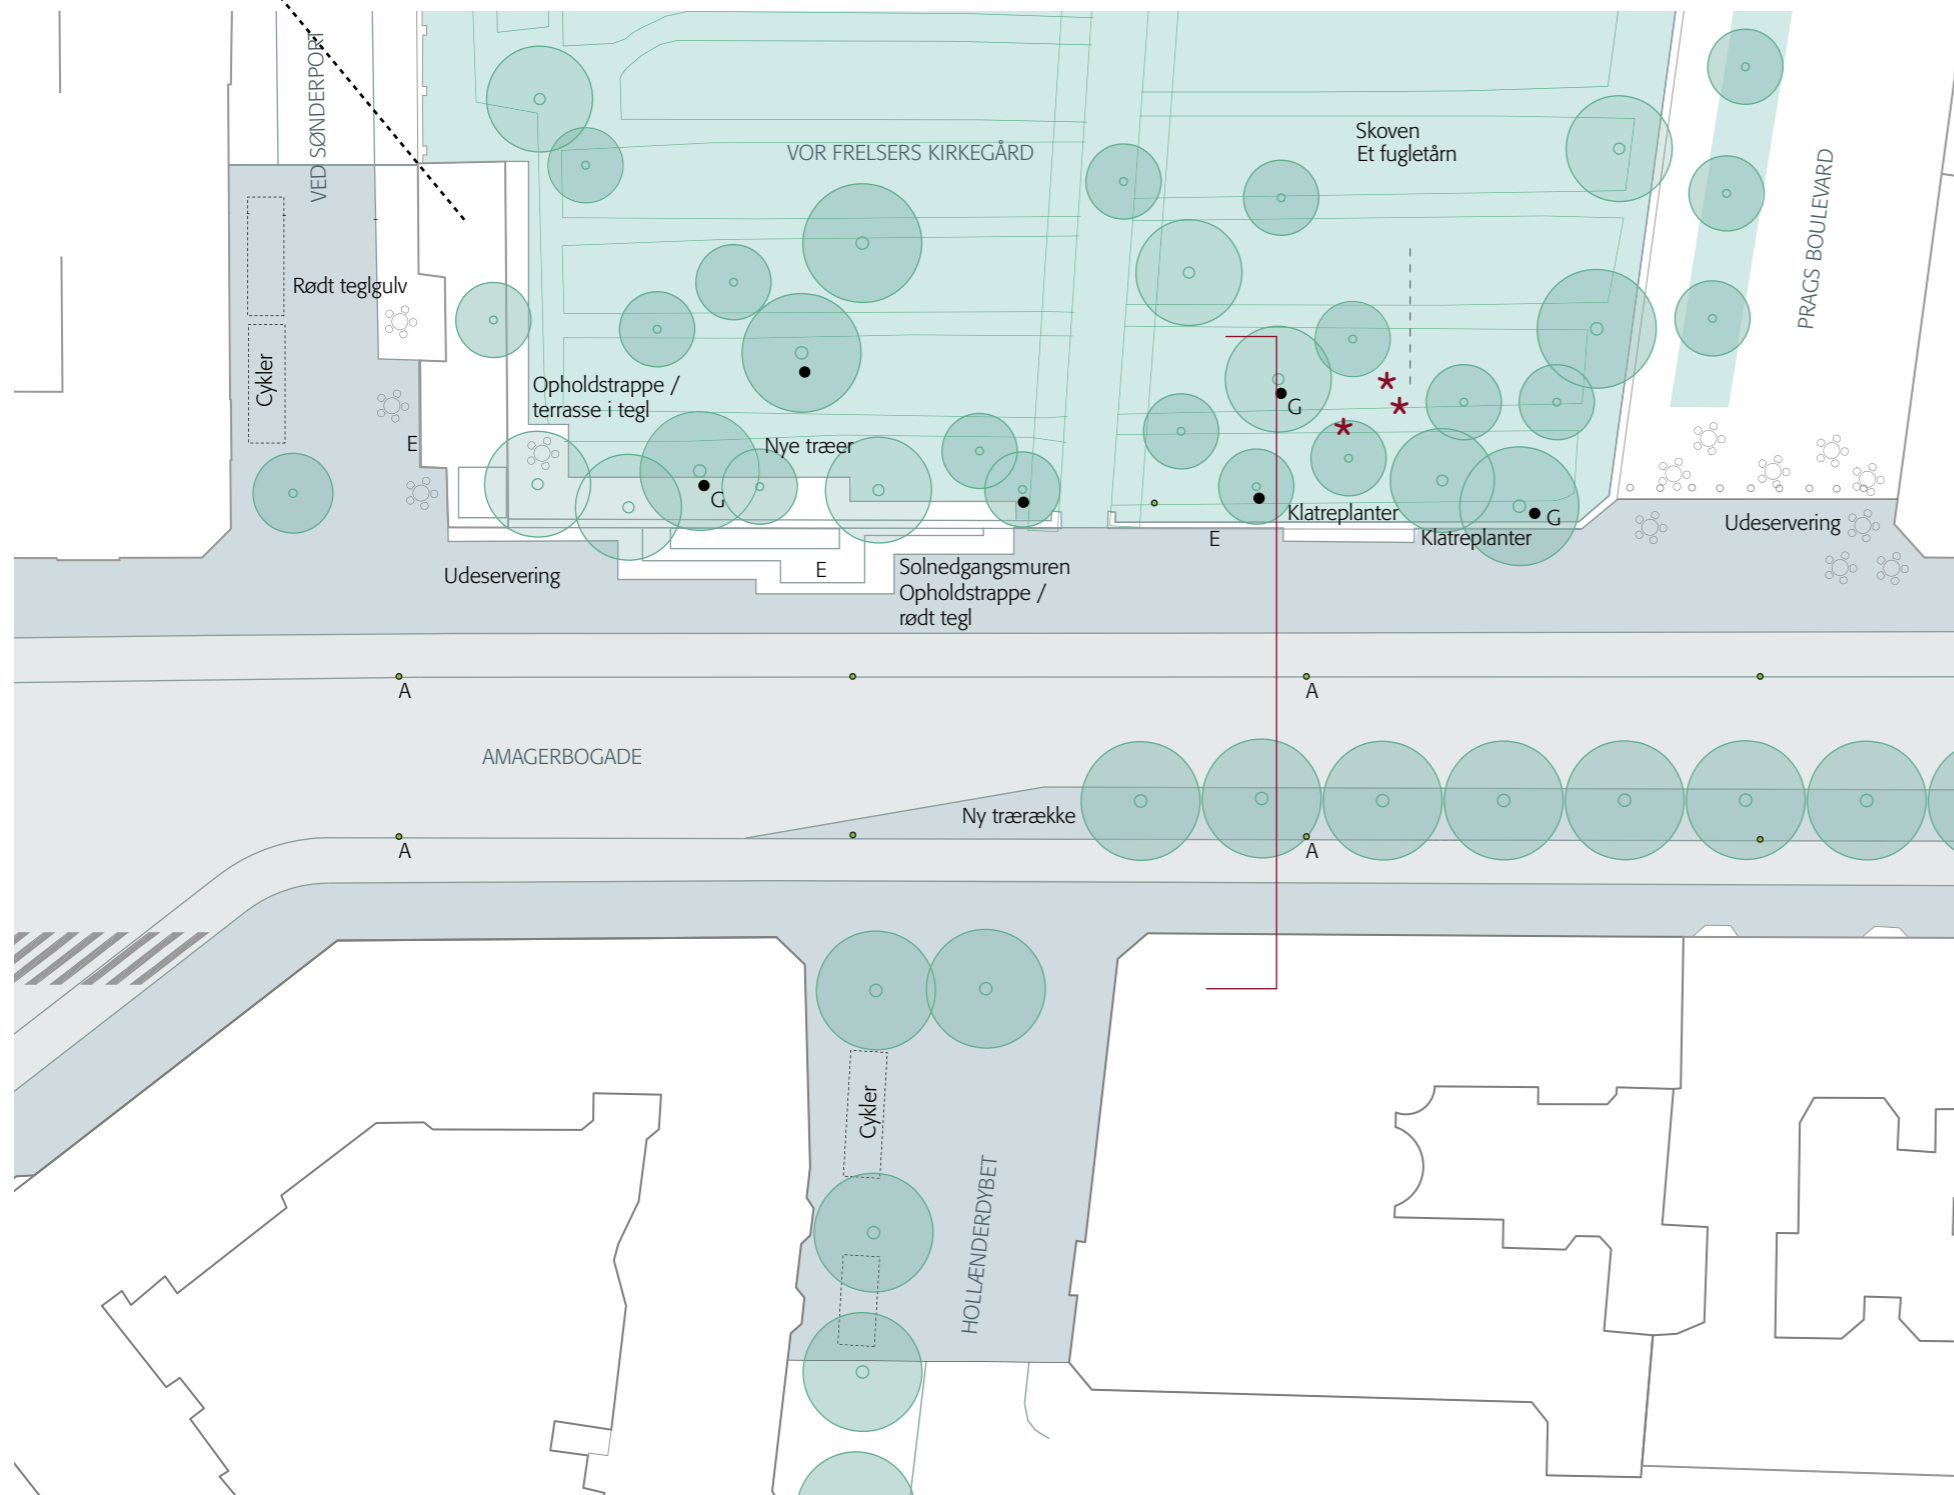 VED SØNDERPORT
VOR FRELSERS KIRKEGÅRD
Skoven
Et fugletårn
PRAGS BOULEVARD
Rødt teglgulv
Cykler
E
Opholdstrappe /
terrasse i tegl
Nye træer
G
G
Klatreplanter
G
Klatreplanter
E
Udeservering
Udeservering
E
Solnedgangsmuren
Opholdstrappe /
rødt tegl
A
A
AMAGERBOGADE
Ny trærække
A
A
Cykler
HOLLÆNDERDYBET